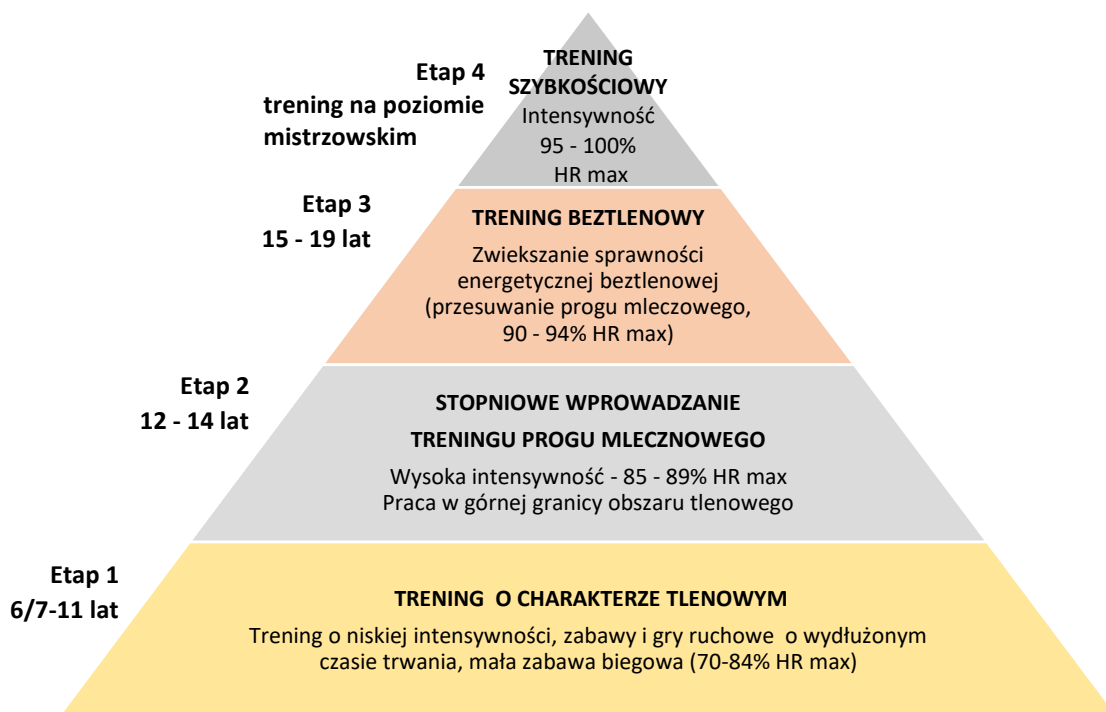 Etap 4
trening na poziomie
mistrzowskim
TRENING
SZYBKOŚCIOWY
Intensywność
95 - 100%
HR max
Etap 3
15 - 19 lat
TRENING BEZTLENOWY
Zwiekszanie sprawności
energetycznej beztlenowej
(przesuwanie progu mleczowego,
90 - 94% HR max)
Etap 2
12 - 14 lat
STOPNIOWE WPROWADZANIE
TRENINGU PROGU MLECZNOWEGO
Wysoka intensywność - 85 - 89% HR max
Praca w górnej granicy obszaru tlenowego
Etap 1
6/7-11 lat
TRENING O CHARAKTERZE TLENOWYM
Trening o niskiej intensywności, zabawy i gry ruchowe o wydłużonym
czasie trwania, mała zabawa biegowa (70-84% HR max)